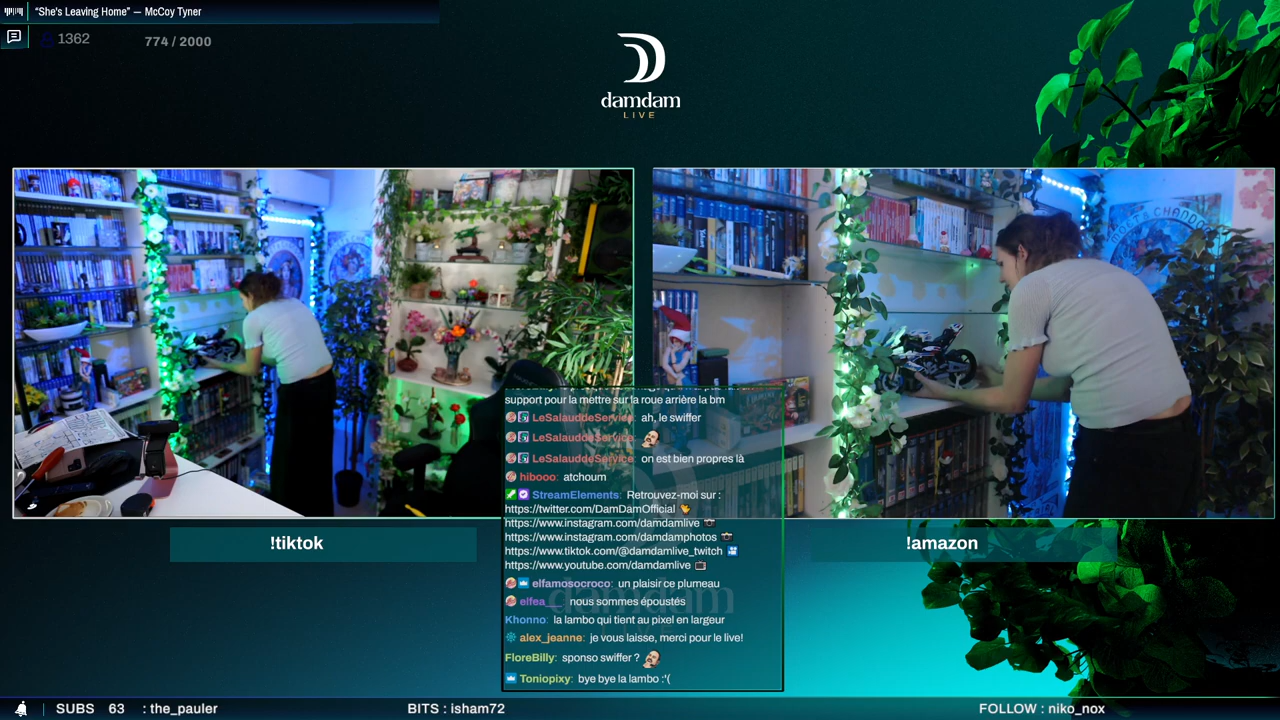 “She's Leaving Home” — McCoy Tyner
1362
774 / 2000
damdam
LIVE
MOËT & CHANDON
support pour la mettre sur la roue arrière la bm
LeSalauddeService: ah, le swiffer
LeSalauddeService:
LeSalauddeService: on est bien propres là
hibooo: atchoum
StreamElements: Retrouvez-moi sur :
https://twitter.com/DamDamOfficial
https://www.instagram.com/damdamlive
https://www.instagram.com/damdamphotos
https://www.tiktok.com/@damdamlive_twitch
https://www.youtube.com/damdamlive
elfamosocroco: un plaisir ce plumeau
elfea__: nous sommes époustés
Khonno: la lambo qui tient au pixel en largeur
alex_jeanne: je vous laisse, merci pour le live!
FloreBilly: sponso swiffer ?
Toniopixy: bye bye la lambo :'(
damdam
!tiktok
!amazon
SUBS 63 : the_pauler
BITS : isham72
FOLLOW : niko_nox